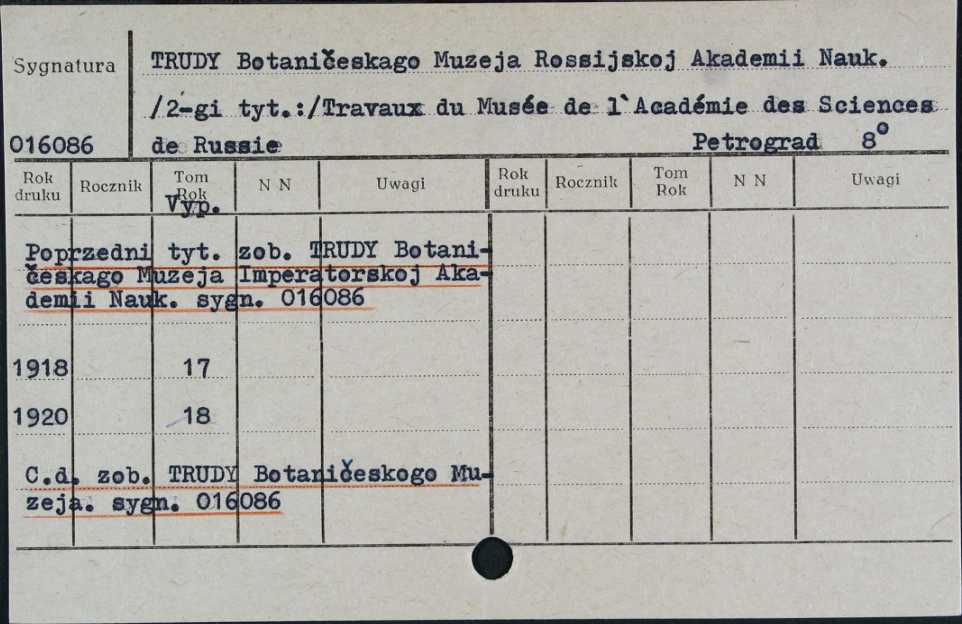 Sygnatura
TRUDY Botaničeskago Muzeja Rossijskoj Akademii Nauk.
/2-gi tyt.:/Travaux du Musée de l`Académie des Sciences
016086
de Russie
Petrograd 8°
Rok druku Rocznik Tom Rok N N Uwagi Rok druku Rocznik Tom Rok N N Uwagi
Vyp.
Poprzedni tyt. zob. TRUDY Botani-
českago Muzeja Imperatorskoj Aka-
demii Nauk. sygn. 016086
1918 17
1920 18
C.d. zob. TRUDY Botaničeskogo Mu-
zeja. sygn. 016086